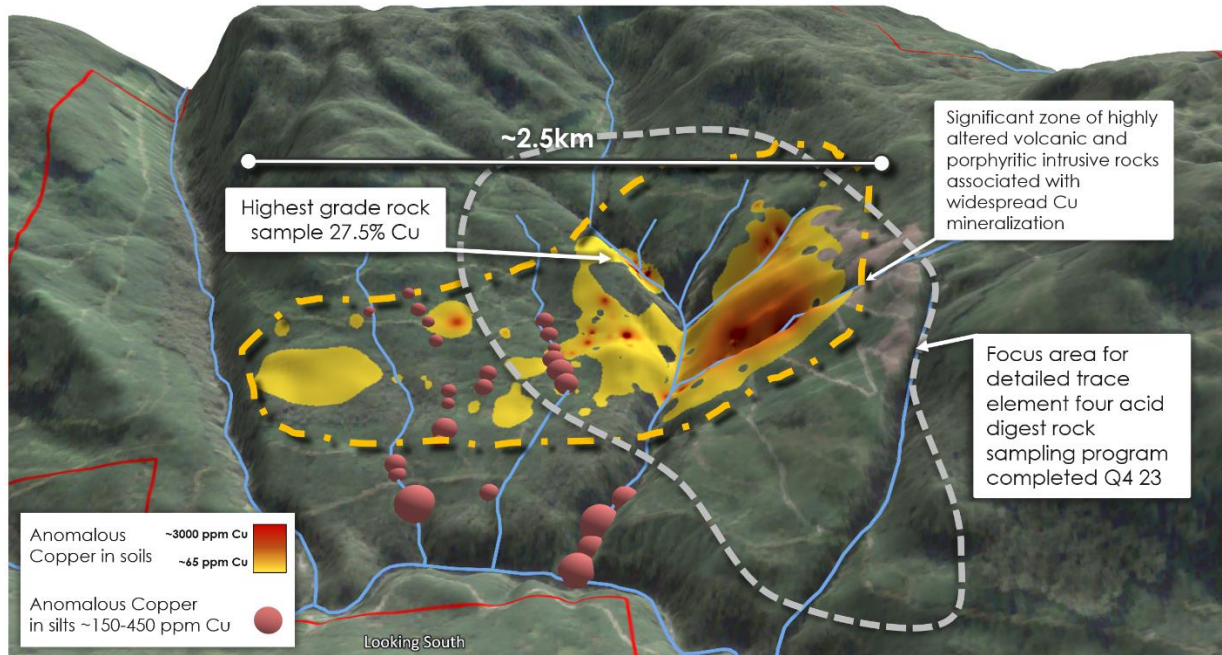 ~2.5km
Significant zone of highly
altered volcanic and
porphyritic intrusive rocks
associated with
widespread Cu
mineralization
Highest grade rock
sample 27.5% Cu
Focus area for
detailed trace
element four acid
digest rock
sampling program
completed Q4 23
Anomalous
Copper in soils
~3000 ppm Cu
~65 ppm Cu
Anomalous Copper
in silts ~150-450 ppm Cu
Looking South